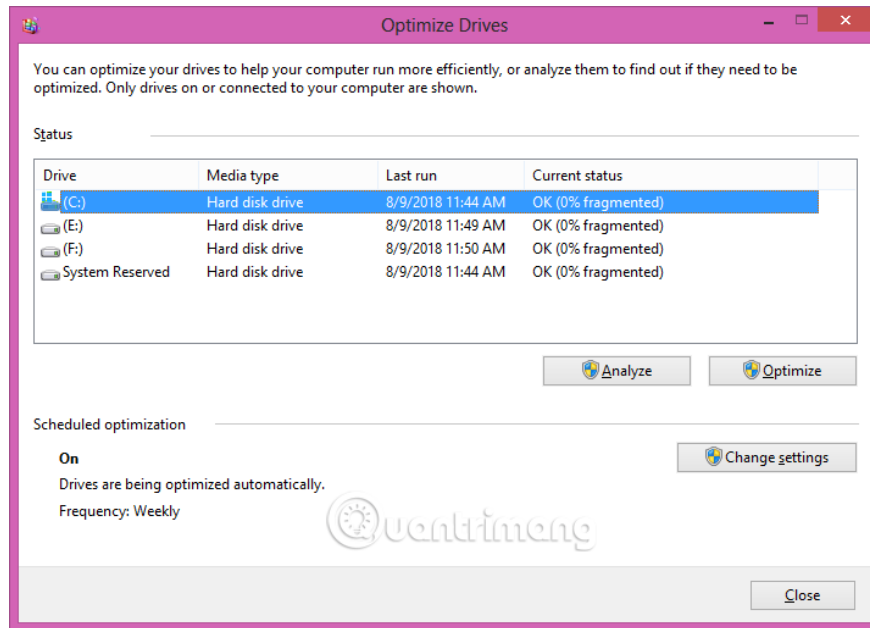 Optimize Drives
You can optimize your drives to help your computer run more efficiently, or analyze them to find out if they need to be
optimized. Only drives on or connected to your computer are shown.
Status
Drive Media type Last run Current status
(C:) Hard disk drive 8/9/2018 11:44 AM OK (0% fragmented)
(E:) Hard disk drive 8/9/2018 11:49 AM OK (0% fragmented)
(F:) Hard disk drive 8/9/2018 11:50 AM OK (0% fragmented)
System Reserved Hard disk drive 8/9/2018 11:44 AM OK (0% fragmented)
Analyze Optimize
Scheduled optimization
On
Change settings
Drives are being optimized automatically.
Frequency: Weekly
Quantrimang
Close